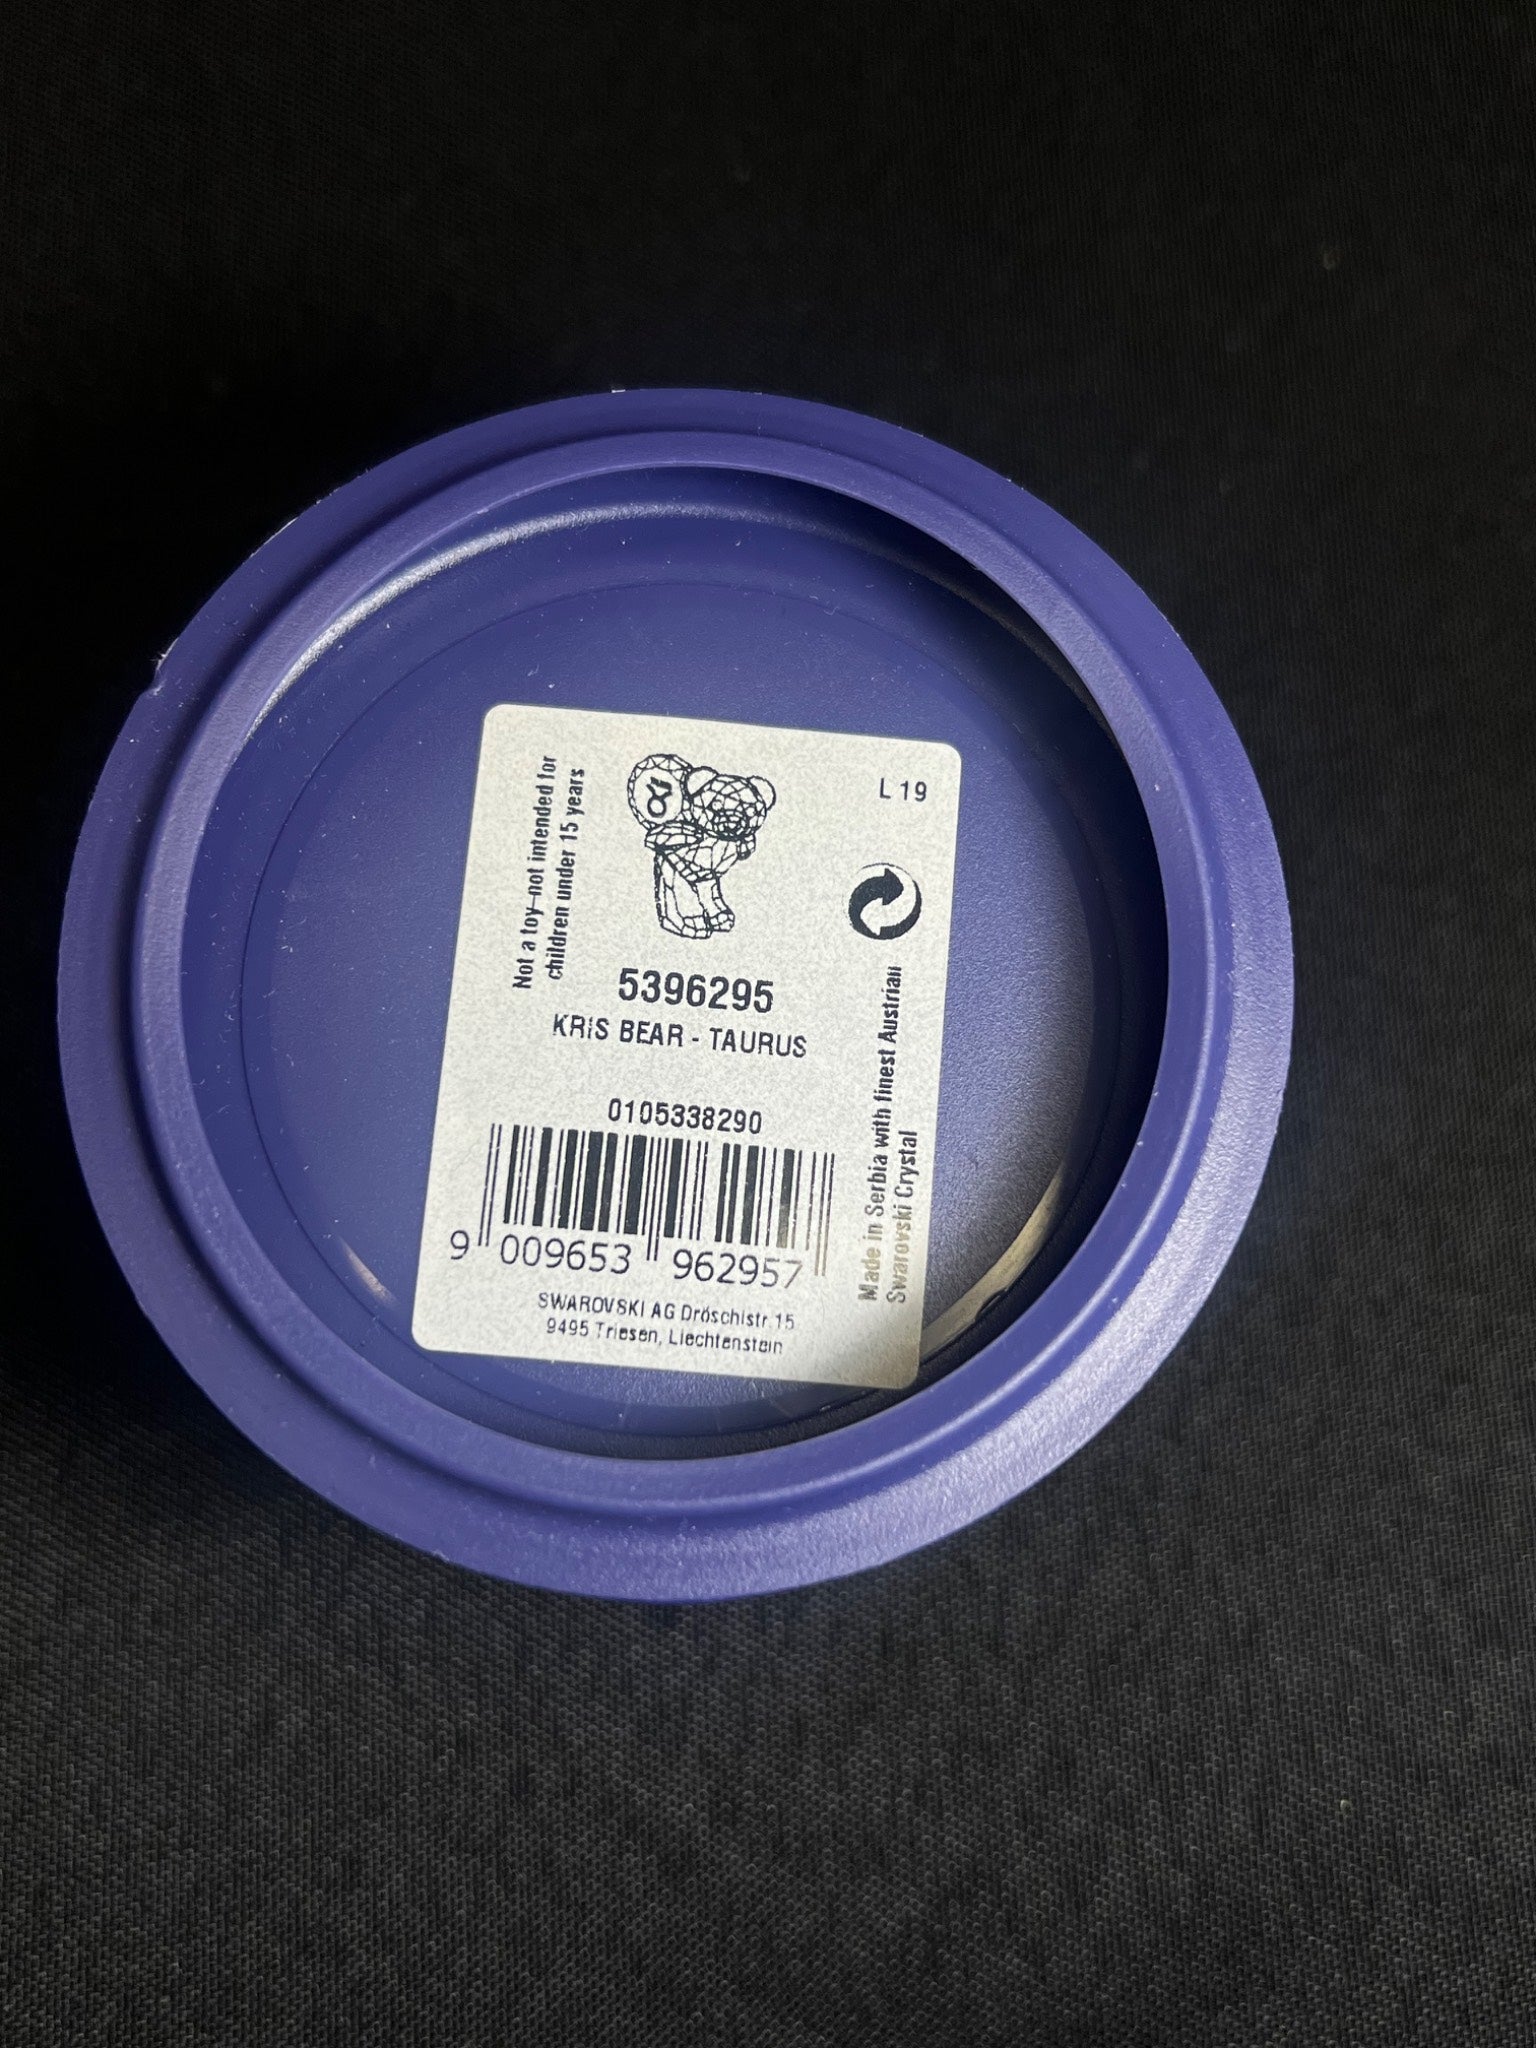 L 19
Not a toy-not intended for
children under 15 years
5396295
KRIS BEAR - TAURUS
Made in Serbia with finest Austrian
Swarovski Crystal
0105338290
9 009653 962957
SWAROVSKI AG Dröschistr.15
9495 Triesen, Liechtenstein